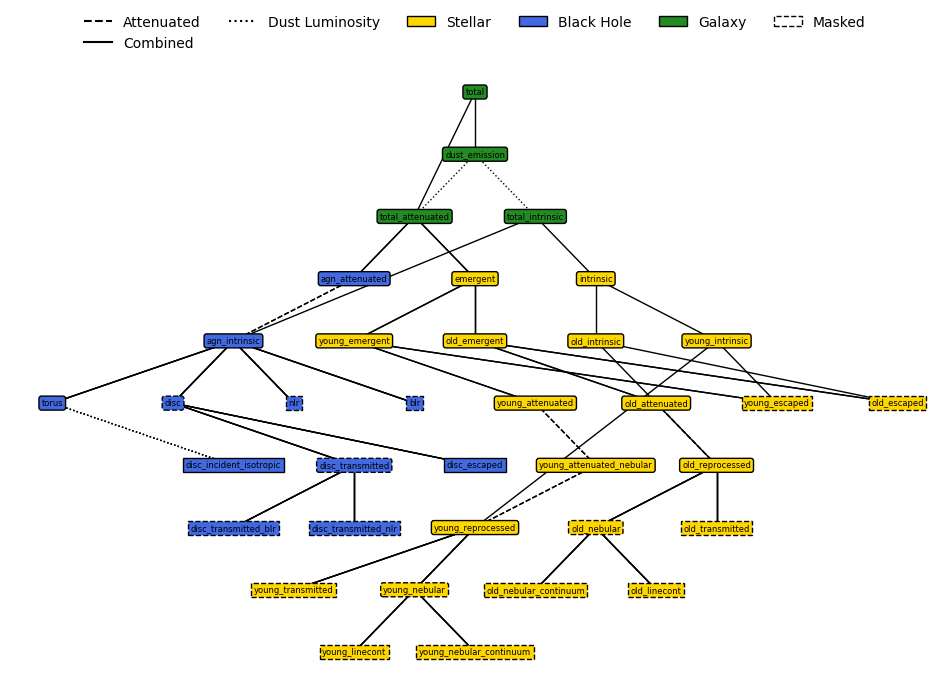 Attenuated Dust Luminosity Stellar Black Hole Galaxy Masked
Combined
total
dust_emission
total_attenuated total_intrinsic
agn_attenuated emergent intrinsic
agn_intrinsic young_emergent old_emergent old_intrinsic young_intrinsic
torus disc nlr blr young_attenuated old_attenuated young_escaped old_escaped
disc_incident_isotropic disc_transmitted disc_escaped young_attenuated_nebular old_reprocessed
disc_transmitted_blr disc_transmitted_nlr young_reprocessed old_nebular old_transmitted
young_transmitted young_nebular old_nebular_continuum old_linecont
young_linecont young_nebular_continuum